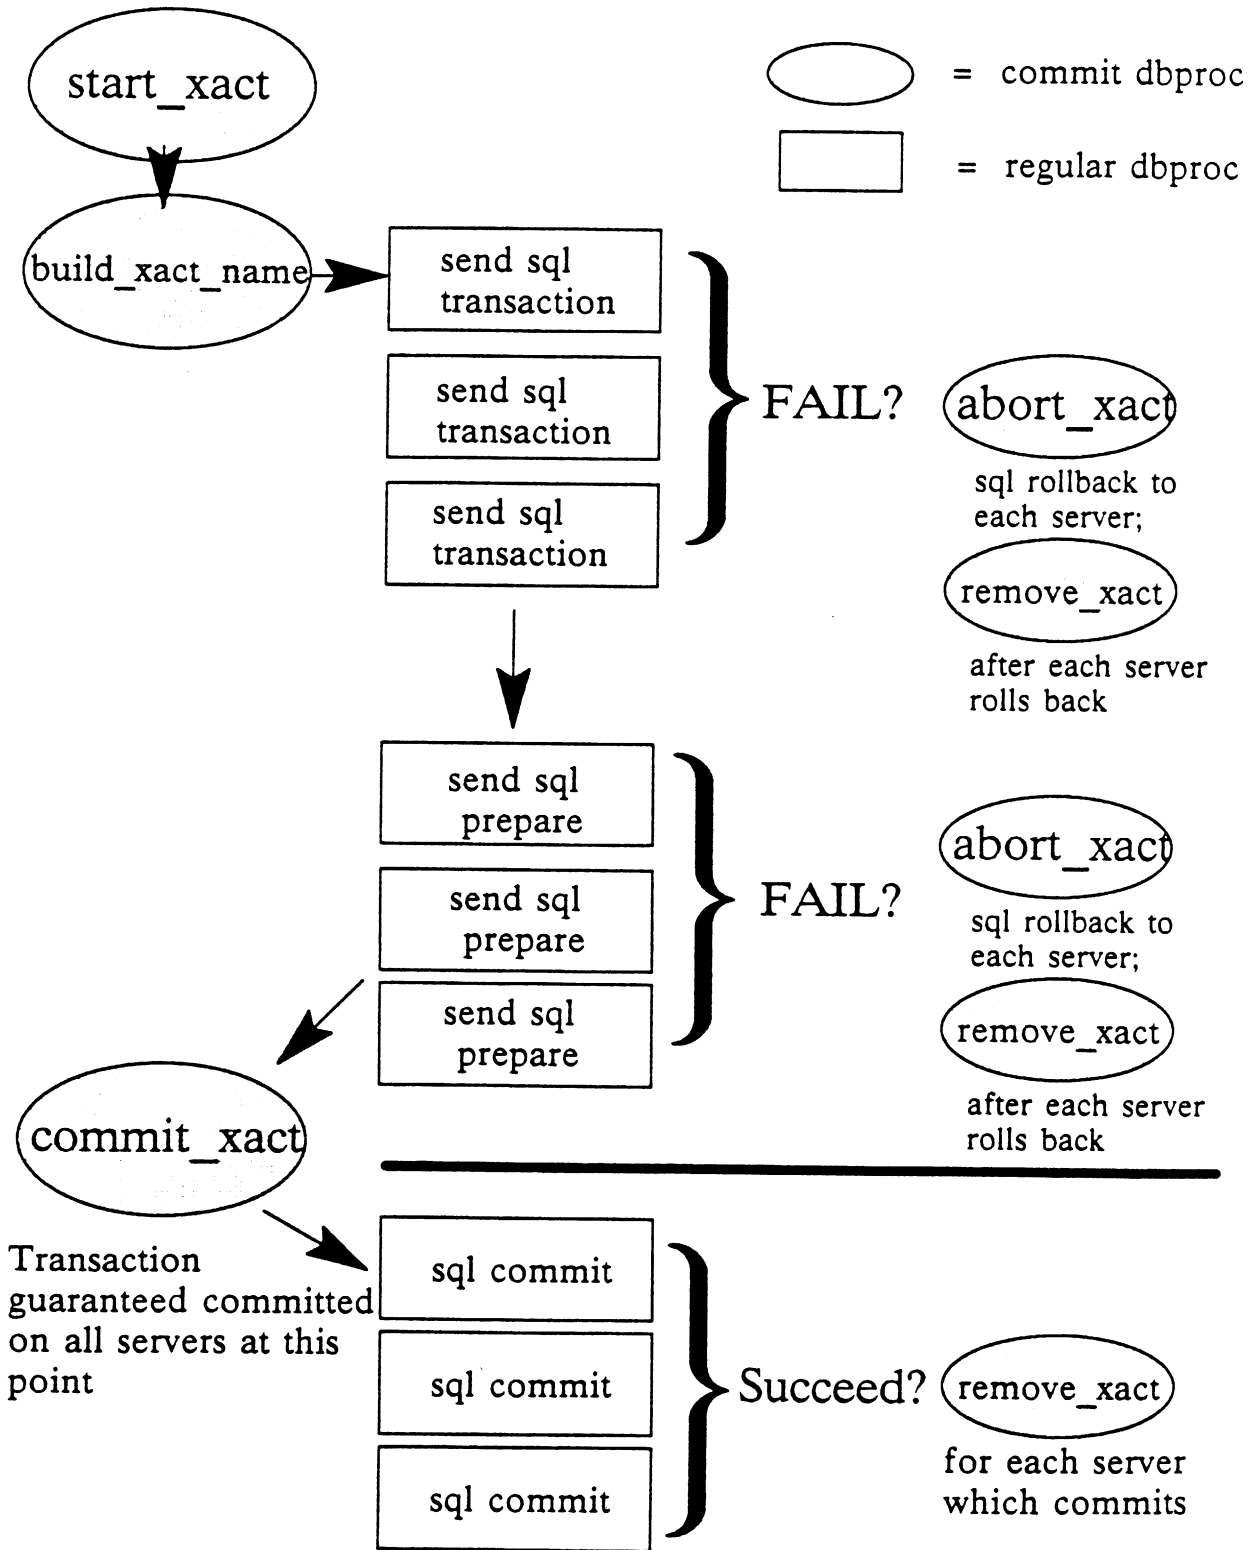 start_xact
= commit dbproc
= regular dbproc
build_xact_name
send sql
transaction
send sql
transaction
send sql
transaction
FAIL?
abort_xact
sql rollback to
each server;
remove_xact
after each server
rolls back
send sql
prepare
send sql
prepare
send sql
prepare
FAIL?
abort_xact
sql rollback to
each server;
remove_xact
after each server
rolls back
commit_xact
Transaction
guaranteed committed
on all servers at this
point
sql commit
sql commit
sql commit
Succeed?
remove_xact
for each server
which commits